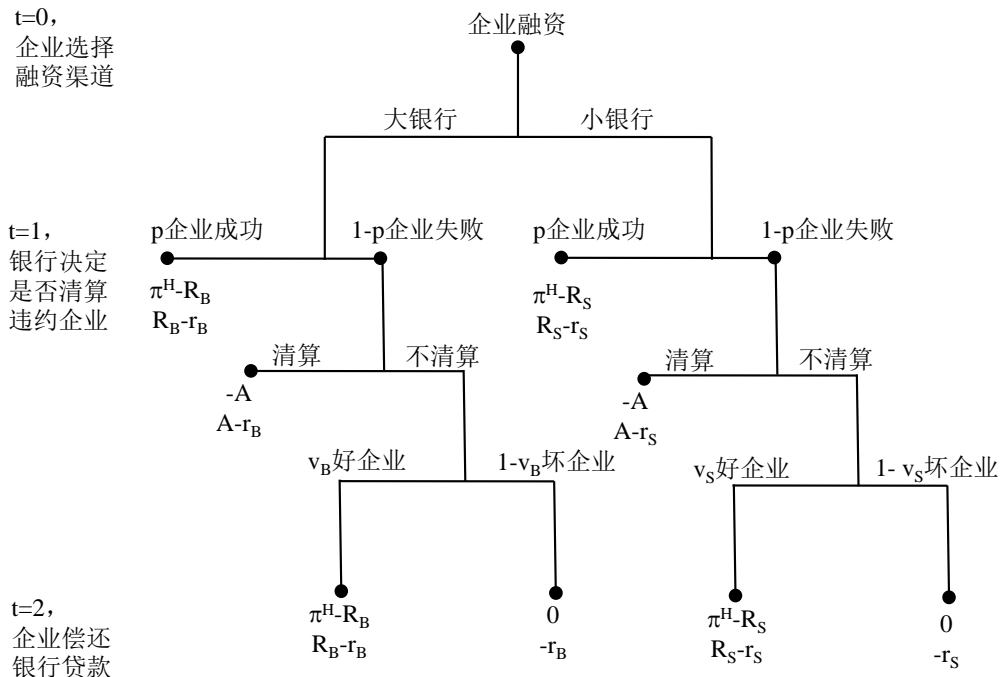 t=0，
企业选择
融资渠道
企业融资
大银行
小银行
t=1，
银行决定
是否清算
违约企业
p企业成功
1-p企业失败
p企业成功
1-p企业失败
π^H-R_B
R_B-r_B
π^H-R_S
R_S-r_S
清算
不清算
清算
不清算
-A
A-r_B
-A
A-r_S
v_B好企业
1-v_B坏企业
v_S好企业
1- v_S坏企业
t=2，
企业偿还
银行贷款
π^H-R_B
R_B-r_B
0
-r_B
π^H-R_S
R_S-r_S
0
-r_S